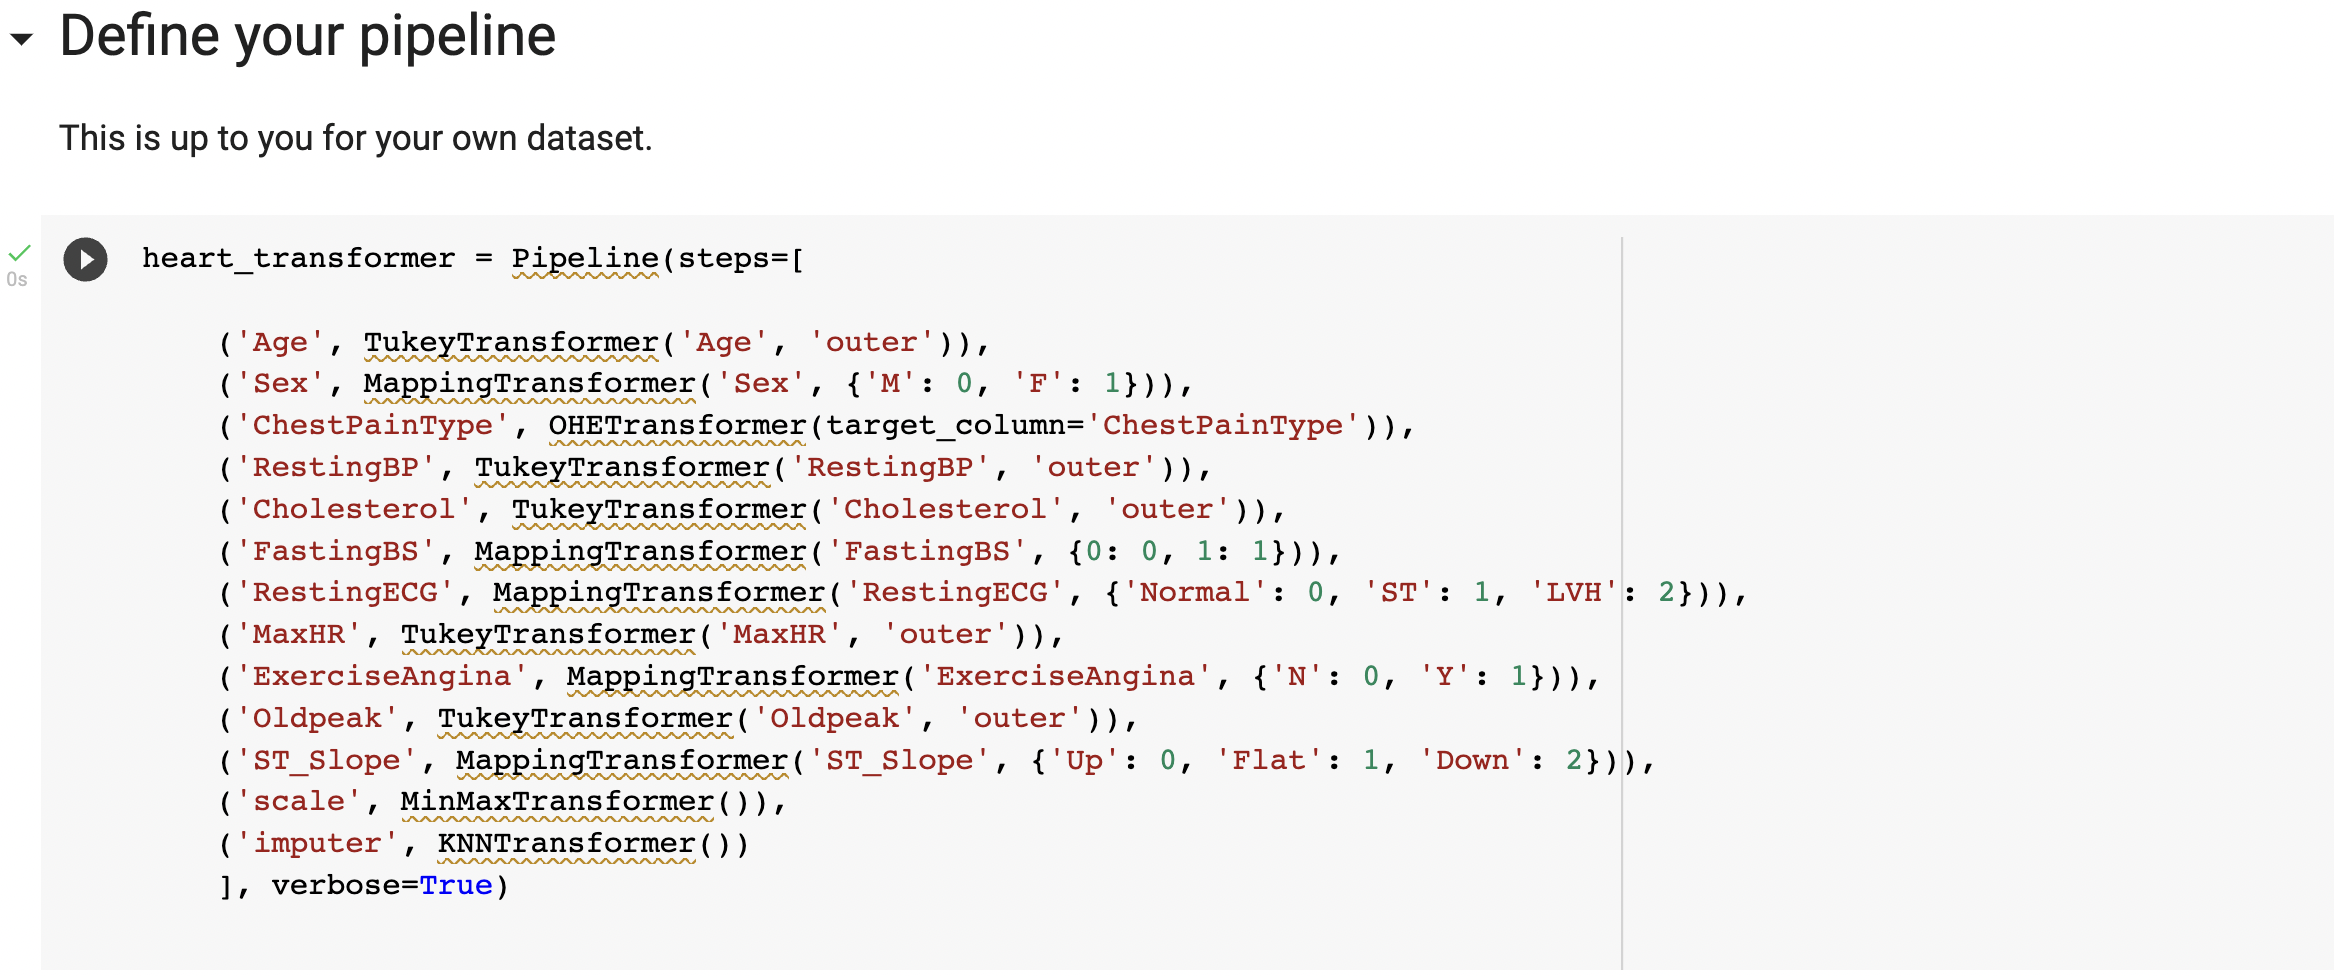 Define your pipeline
This is up to you for your own dataset.
0s
heart_transformer = Pipeline(steps=[
('Age', TukeyTransformer('Age', 'outer')),
('Sex', MappingTransformer('Sex', {'M': 0, 'F': 1})),
('ChestPainType', OHETransformer(target_column='ChestPainType')),
('RestingBP', TukeyTransformer('RestingBP', 'outer')),
('Cholesterol', TukeyTransformer('Cholesterol', 'outer')),
('FastingBS', MappingTransformer('FastingBS', {0: 0, 1: 1})),
('RestingECG', MappingTransformer('RestingECG', {'Normal': 0, 'ST': 1, 'LVH': 2})),
('MaxHR', TukeyTransformer('MaxHR', 'outer')),
('ExerciseAngina', MappingTransformer('ExerciseAngina', {'N': 0, 'Y': 1})),
('Oldpeak', TukeyTransformer('Oldpeak', 'outer')),
('ST_Slope', MappingTransformer('ST_Slope', {'Up': 0, 'Flat': 1, 'Down': 2})),
('scale', MinMaxTransformer()),
('imputer', KNNTransformer())
], verbose=True)